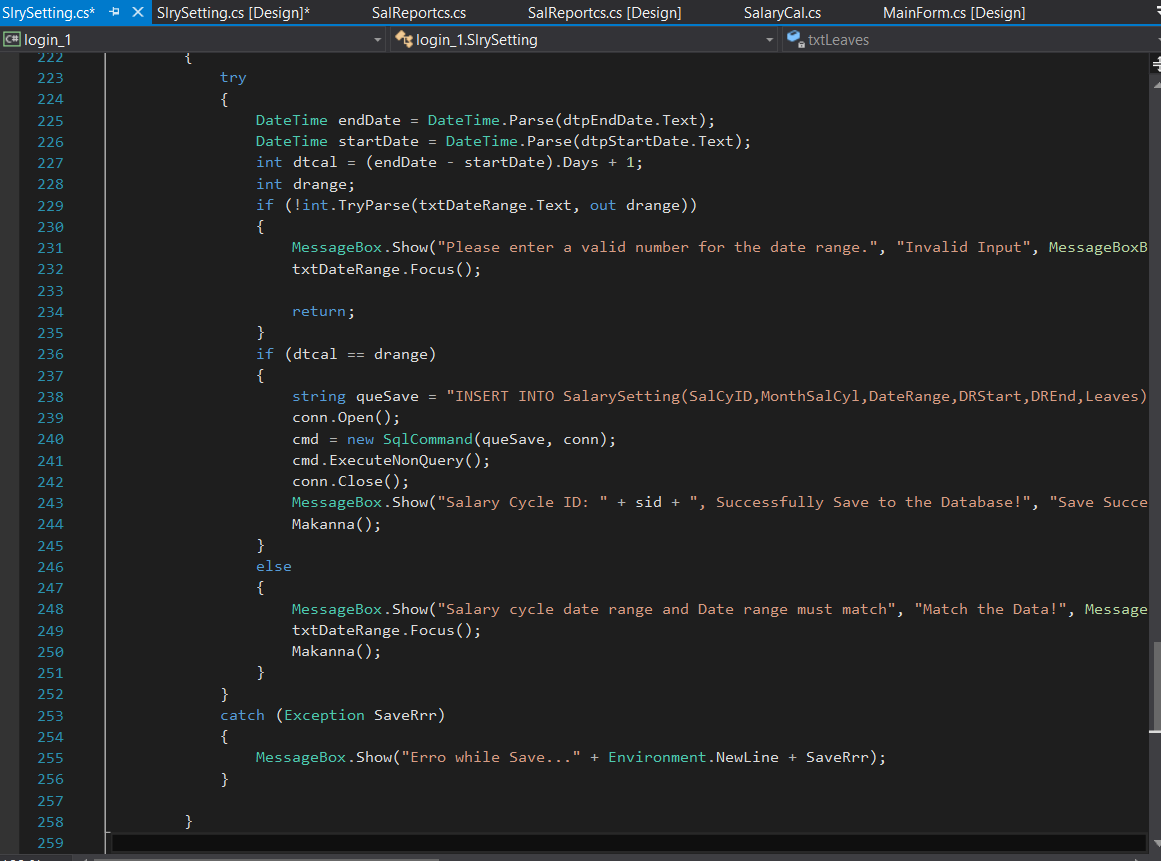 SlrySetting.cs* SlrySetting.cs [Design]* SalReportcs.cs SalReportcs.cs [Design] SalaryCal.cs MainForm.cs [Design]
C# login_1 login_1.SlrySetting txtLeaves
222 {
223 try
224 {
225 DateTime endDate = DateTime.Parse(dtpEndDate.Text);
226 DateTime startDate = DateTime.Parse(dtpStartDate.Text);
227 int dtcal = (endDate - startDate).Days + 1;
228 int drange;
229 if (!int.TryParse(txtDateRange.Text, out drange))
230 {
231 MessageBox.Show("Please enter a valid number for the date range.", "Invalid Input", MessageBoxB
232 txtDateRange.Focus();
233
234 return;
235 }
236 if (dtcal == drange)
237 {
238 string queSave = "INSERT INTO SalarySetting(SalCyID,MonthSalCyl,DateRange,DRStart,DREnd,Leaves)
239 conn.Open();
240 cmd = new SqlCommand(queSave, conn);
241 cmd.ExecuteNonQuery();
242 conn.Close();
243 MessageBox.Show("Salary Cycle ID: " + sid + ", Successfully Save to the Database!", "Save Succe
244 Makanna();
245 }
246 else
247 {
248 MessageBox.Show("Salary cycle date range and Date range must match", "Match the Data!", Message
249 txtDateRange.Focus();
250 Makanna();
251 }
252 }
253 catch (Exception SaveRrr)
254 {
255 MessageBox.Show("Erro while Save..." + Environment.NewLine + SaveRrr);
256 }
257
258 }
259